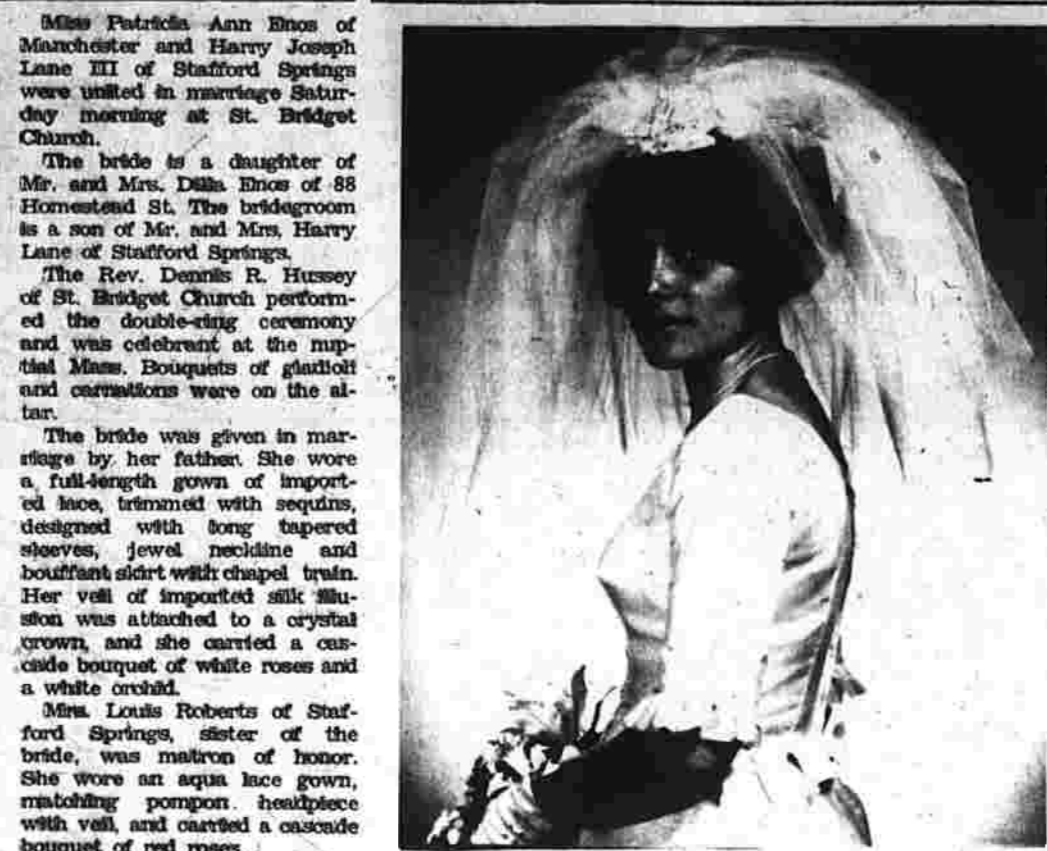 Miss Patricia Ann Enos of
Manchester and Harry Joseph
Lane III of Stafford Springs
were united in marriage Satur-
day morning at St. Bridget
Church.
The bride is a daughter of
Mr. and Mrs. Dilla Enos of 88
Homestead St. The bridegroom
is a son of Mr. and Mrs. Harry
Lane of Stafford Springs.
The Rev. Dennis R. Hussey
of St. Bridget Church perform-
ed the double-ring ceremony
and was celebrant at the nup-
tial Mass. Bouquets of gladioli
and carnations were on the al-
tar.
The bride was given in mar-
riage by her father. She wore
a full-length gown of import-
ed lace, trimmed with sequins,
designed with long tapered
sleeves, jewel neckline and
bouffant skirt with chapel train.
Her veil of imported silk illu-
sion was attached to a crystal
crown, and she carried a cas-
cade bouquet of white roses and
a white orchid.
Mrs. Louis Roberts of Staf-
ford Springs, sister of the
bride, was matron of honor.
She wore an aqua lace gown,
matching pompon headpiece
with veil, and carried a cascade
bouquet of red roses.